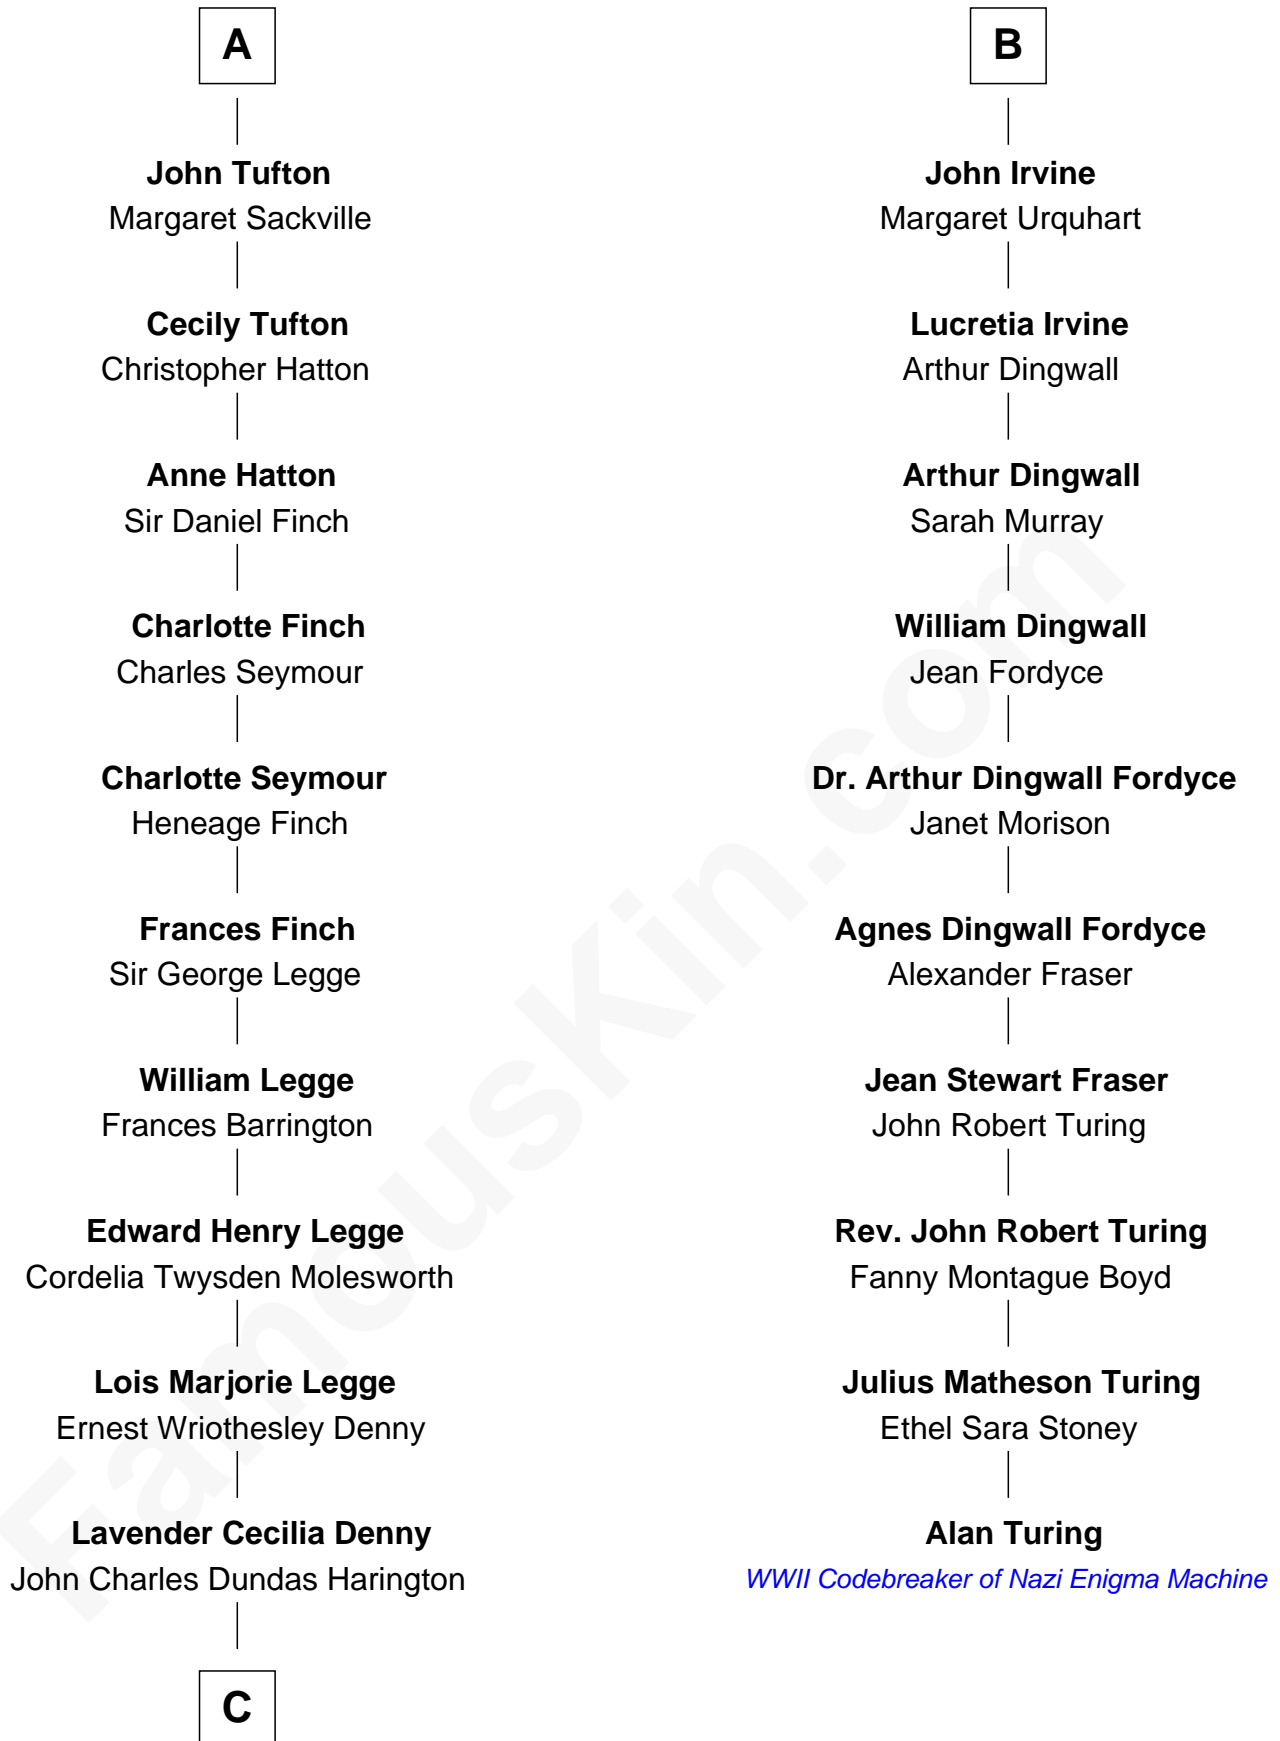 A
John Tufton
Margaret Sackville
Cecily Tufton
Christopher Hatton
Anne Hatton
Sir Daniel Finch
Charlotte Finch
Charles Seymour
Charlotte Seymour
Heneage Finch
Frances Finch
Sir George Legge
William Legge
Frances Barrington
Edward Henry Legge
Cordelia Twysden Molesworth
Lois Marjorie Legge
Ernest Wriothesley Denny
Lavender Cecilia Denny
John Charles Dundas Harington
C
B
John Irvine
Margaret Urquhart
Lucretia Irvine
Arthur Dingwall
Arthur Dingwall
Sarah Murray
William Dingwall
Jean Fordyce
Dr. Arthur Dingwall Fordyce
Janet Morison
Agnes Dingwall Fordyce
Alexander Fraser
Jean Stewart Fraser
John Robert Turing
Rev. John Robert Turing
Fanny Montague Boyd
Julius Matheson Turing
Ethel Sara Stoney
Alan Turing
WWII Codebreaker of Nazi Enigma Machine
FamousKin.com